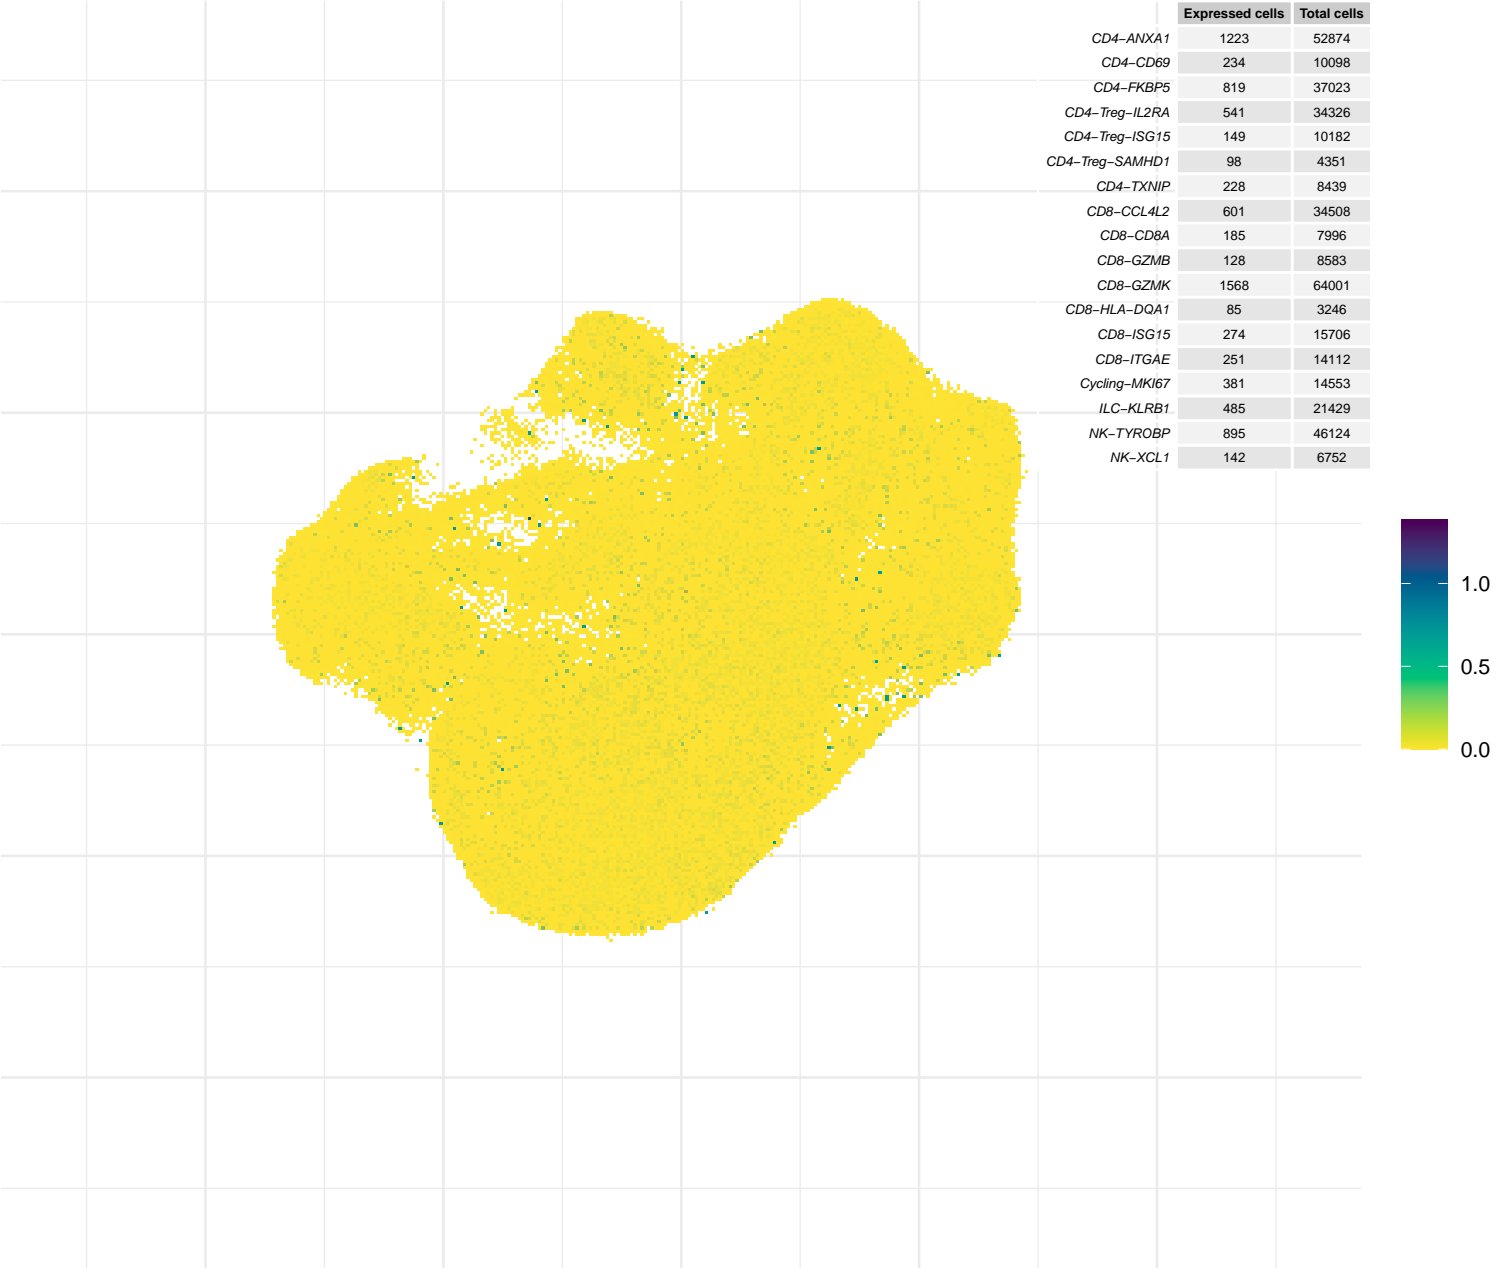 Expressed cells Total cells
CD4−ANXA1 1223 52874
CD4−CD69 234 10098
CD4−FKBP5 819 37023
CD4−Treg−IL2RA 541 34326
CD4−Treg−ISG15 149 10182
CD4−Treg−SAMHD1 98 4351
CD4−TXNIP 228 8439
CD8−CCL4L2 601 34508
CD8−CD8A 185 7996
CD8−GZMB 128 8583
CD8−GZMK 1568 64001
CD8−HLA−DQA1 85 3246
CD8−ISG15 274 15706
CD8−ITGAE 251 14112
Cycling−MKI67 381 14553
ILC−KLRB1 485 21429
NK−TYROBP 895 46124
NK−XCL1 142 6752
1.0
0.5
0.0